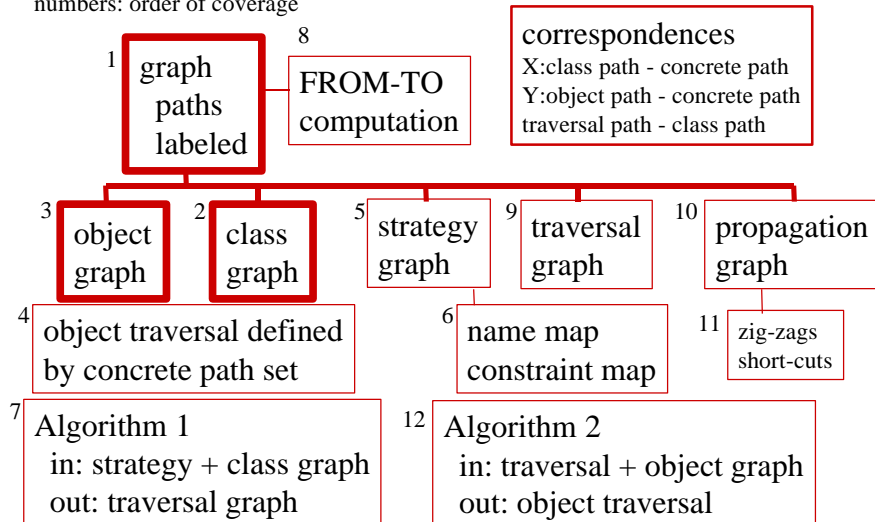 numbers: order of coverage
1
graph
paths
labeled
8
FROM-TO
computation
correspondences
X:class path - concrete path
Y:object path - concrete path
traversal path - class path
3
object
graph
2
class
graph
5
strategy
graph
9
traversal
graph
10
propagation
graph
4
object traversal defined
by concrete path set
6
name map
constraint map
11
zig-zags
short-cuts
7
Algorithm 1
in: strategy + class graph
out: traversal graph
12
Algorithm 2
in: traversal + object graph
out: object traversal